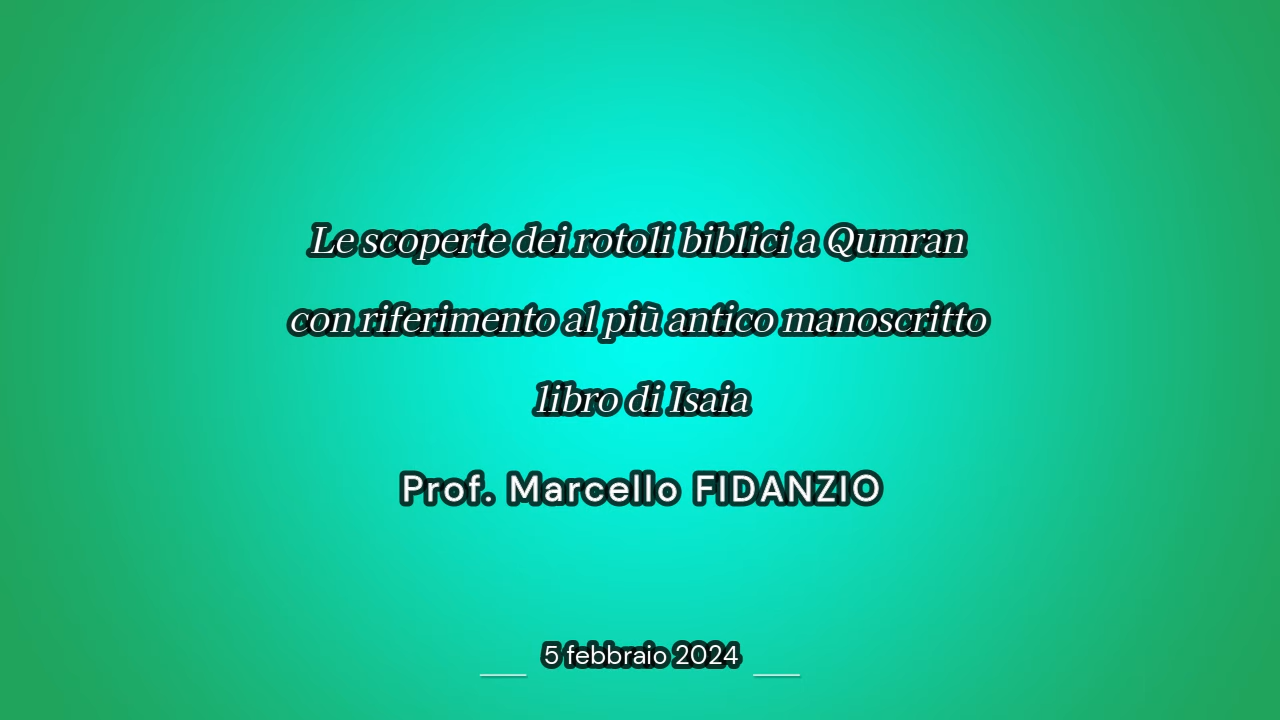 Le scoperte dei rotoli biblici a Qumran
con riferimento al più antico manoscritto
libro di Isaia
Prof. Marcello FIDANZIO
5 febbraio 2024